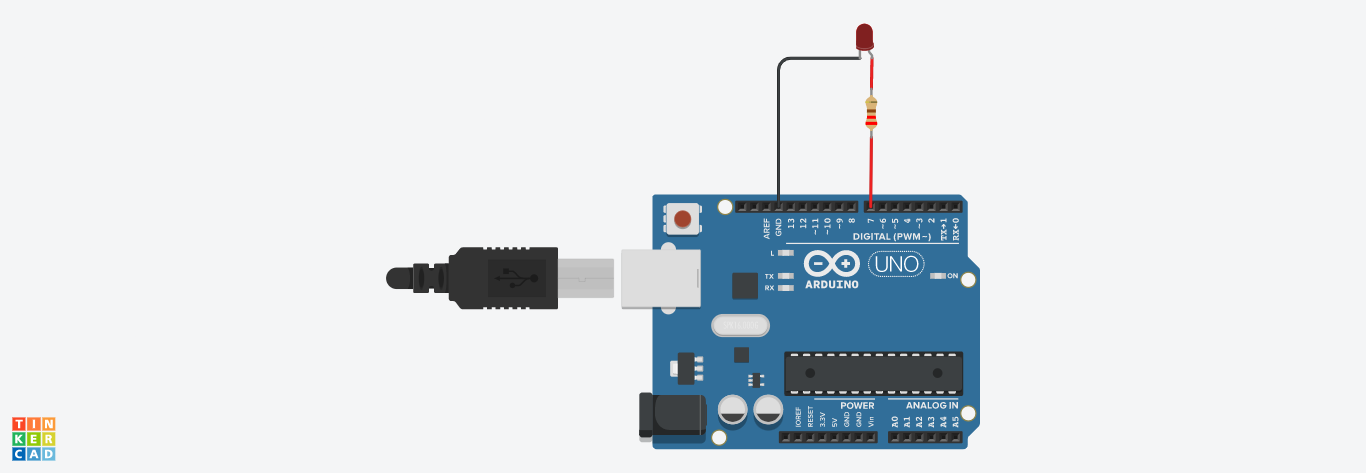 AREF
GND
13
12
~11
~10
~9
8
7
~6
~5
4
~3
2
TX→1
RX←0
DIGITAL (PWM~)
L
TX
RX
ARDUINO
UNO
ON
POWER
ANALOG IN
IOREF
RESET
3.3V
5V
GND
GND
Vin
A0
A1
A2
A3
A4
A5
TIN
KER
CAD